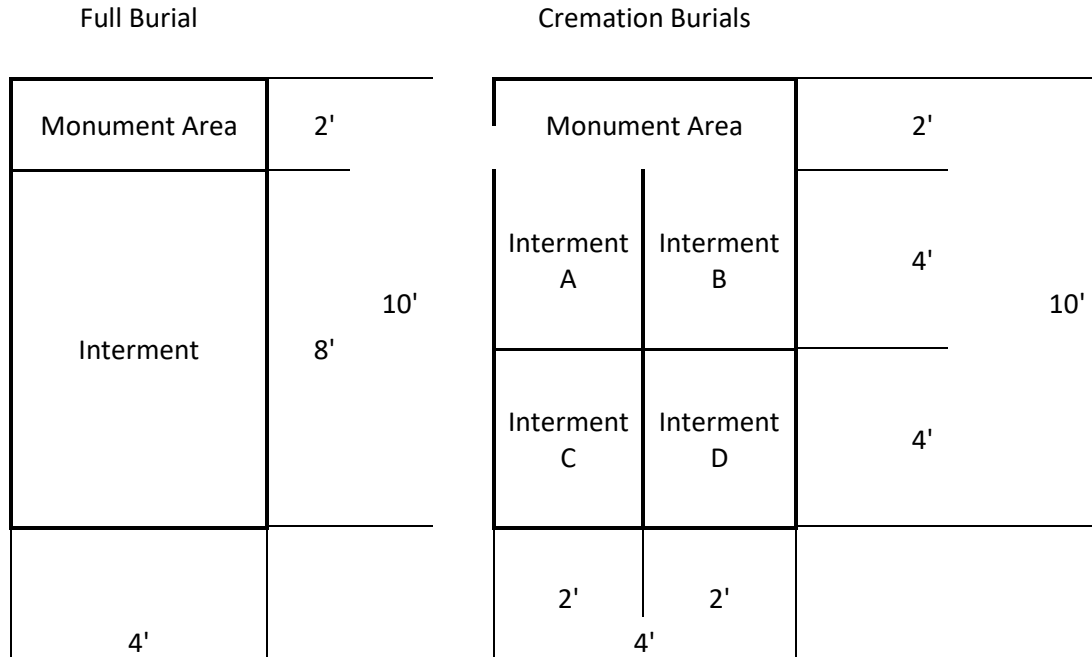 Full Burial
Cremation Burials
Monument Area
2'
Monument Area
2'
Interment
8'
10'
Interment
A
Interment
B
4'
10'
Interment
C
Interment
D
4'
4'
2'
2'
4'